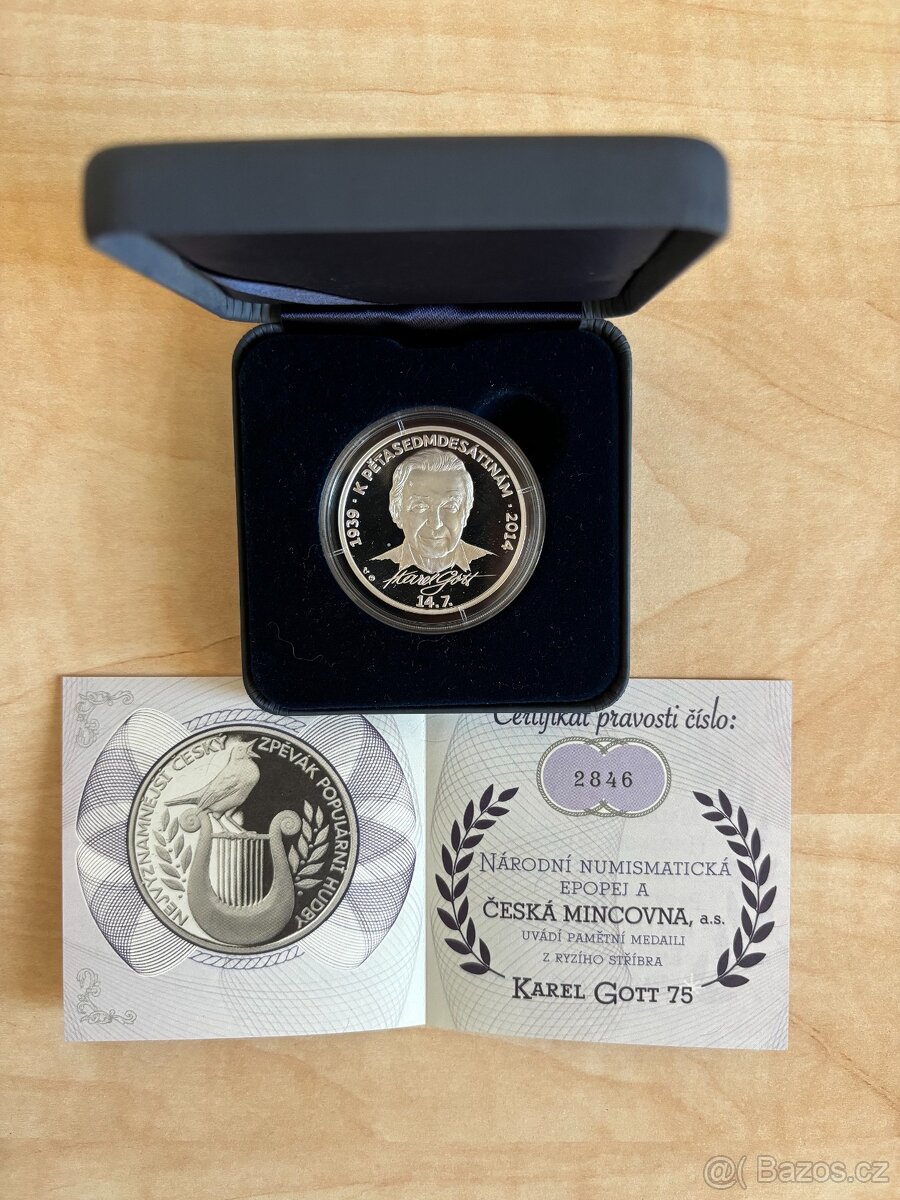 1939 · K PĚTASEDMDESÁTINÁM · 2014
Karel Gott
14.7.
NEJVÝZNAMNĚJŠÍ ČESKÝ ZPĚVÁK POPULÁRNÍ HUDBY
Certifikát pravosti číslo:
2846
NÁRODNÍ NUMISMATICKÁ
EPOPEJ A
ČESKÁ MINCOVNA, a.s.
UVÁDÍ PAMĚTNÍ MEDAILI
Z RYZÍHO STŘÍBRA
KAREL GOTT 75
@( Bazos.cz